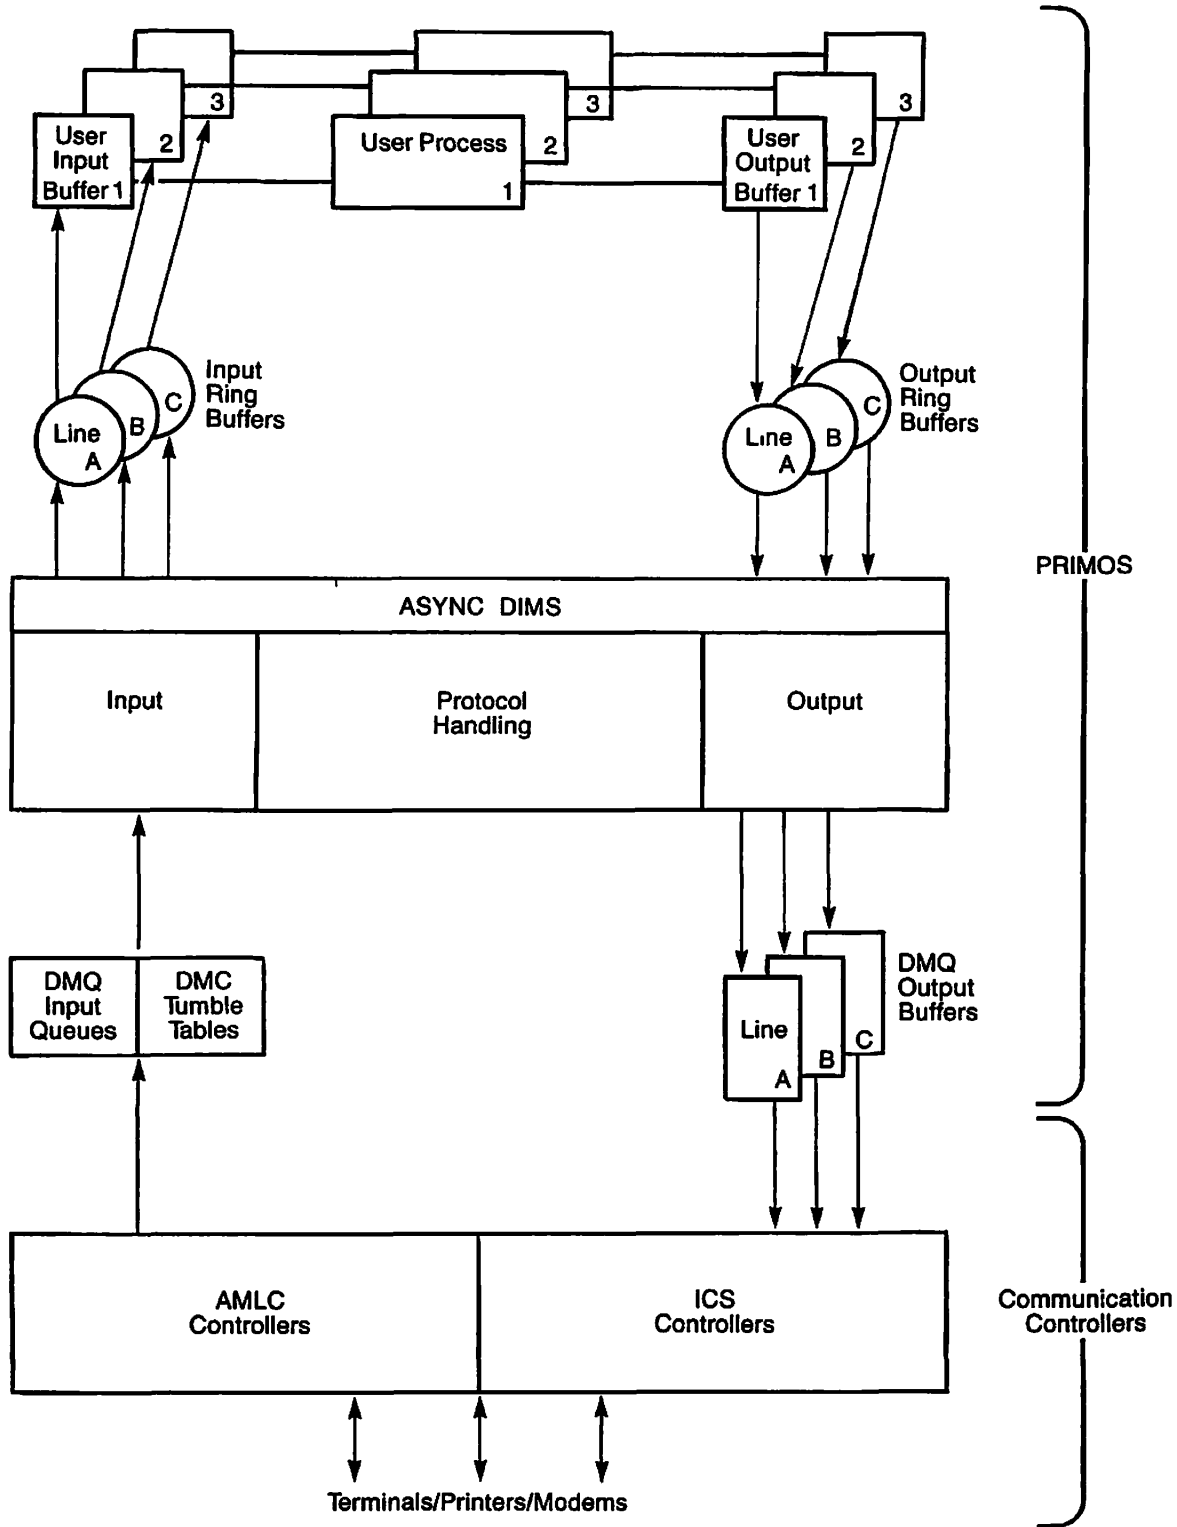 3
3
3
2
2
2
User
Input
Buffer 1
User Process
1
User
Output
Buffer 1
Input
Ring
Buffers
C
B
Line
A
Output
Ring
Buffers
C
B
Line
A
PRIMOS
ASYNC DIMS
Input
Protocol
Handling
Output
DMQ
Input
Queues
DMC
Tumble
Tables
DMQ
Output
Buffers
Line
A
B
C
AMLC
Controllers
ICS
Controllers
Communication
Controllers
Terminals/Printers/Modems